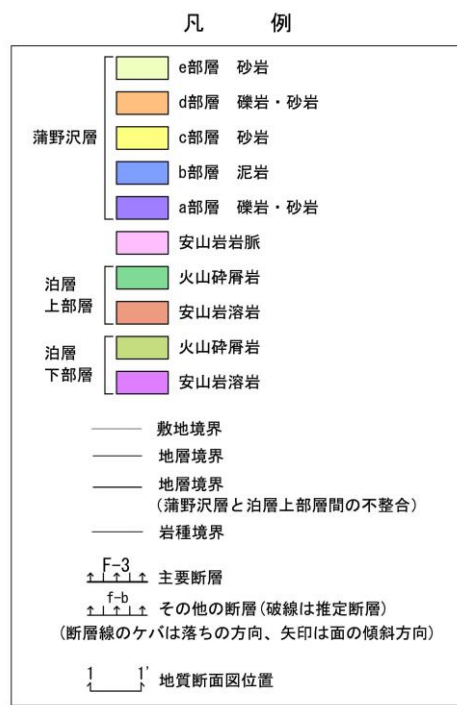 凡　例
蒲野沢層
e部層　砂岩
d部層　礫岩・砂岩
c部層　砂岩
b部層　泥岩
a部層　礫岩・砂岩
安山岩岩脈
泊層
上部層
火山砕屑岩
安山岩溶岩
泊層
下部層
火山砕屑岩
安山岩溶岩
敷地境界
地層境界
地層境界
(蒲野沢層と泊層上部層間の不整合)
岩種境界
F-3
主要断層
f-b
その他の断層(破線は推定断層)
(断層線のケバは落ちの方向、矢印は面の傾斜方向)
1　1'
地質断面図位置